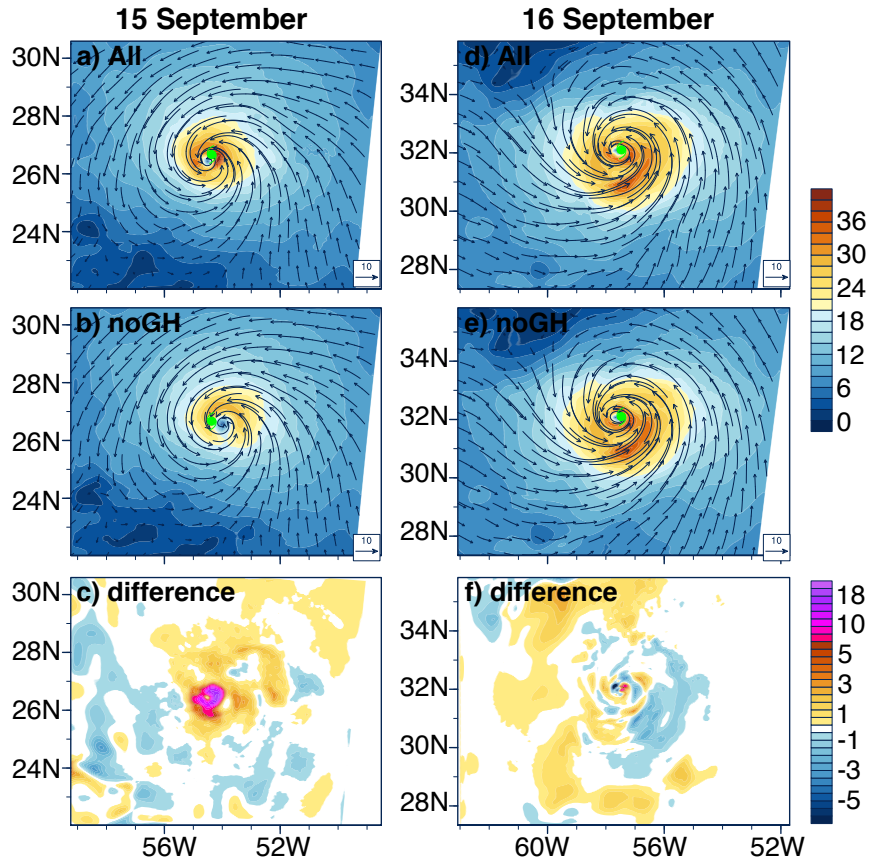 15 September
16 September
a) All
30N
28N
26N
24N
10
d) All
34N
32N
30N
28N
10
b) noGH
30N
28N
26N
24N
10
e) noGH
34N
32N
30N
28N
10
36
30
24
18
12
6
0
c) difference
30N
28N
26N
24N
56W
52W
f) difference
34N
32N
30N
28N
60W
56W
52W
18
10
5
3
1
-1
-3
-5